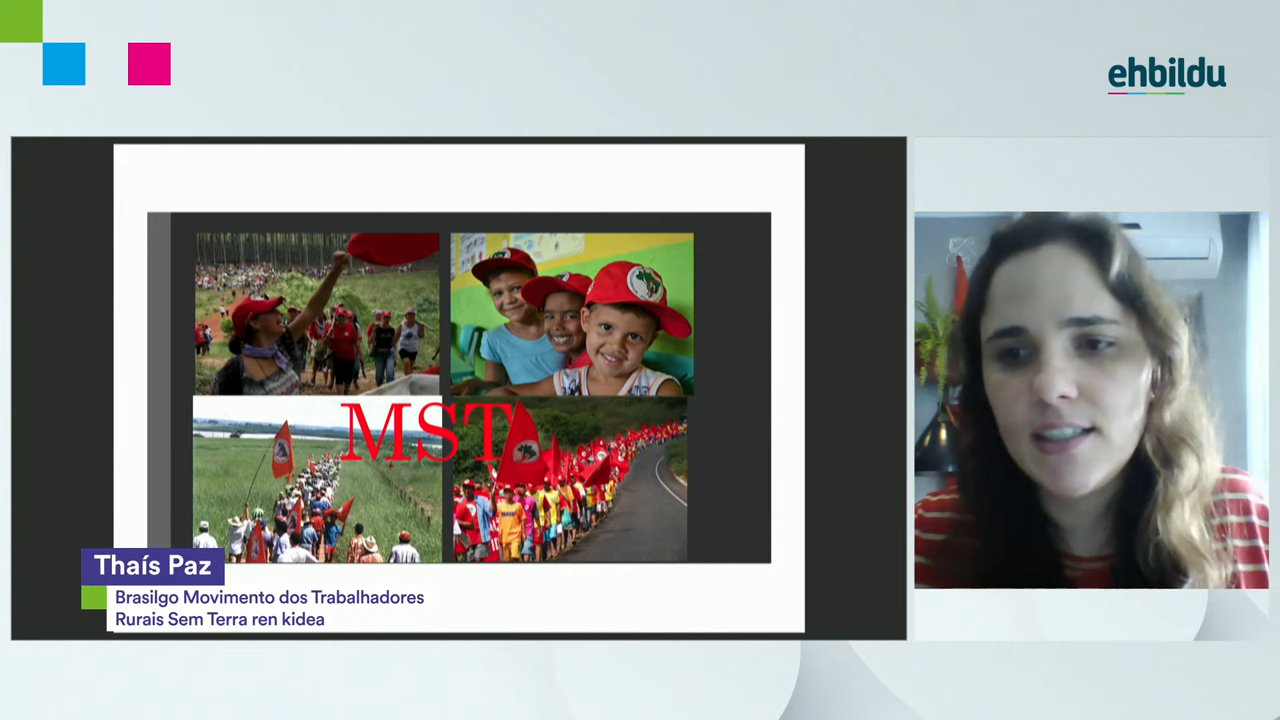 ehbildu
MST
Thaís Paz
Brasilgo Movimento dos Trabalhadores
Rurais Sem Terra ren kidea